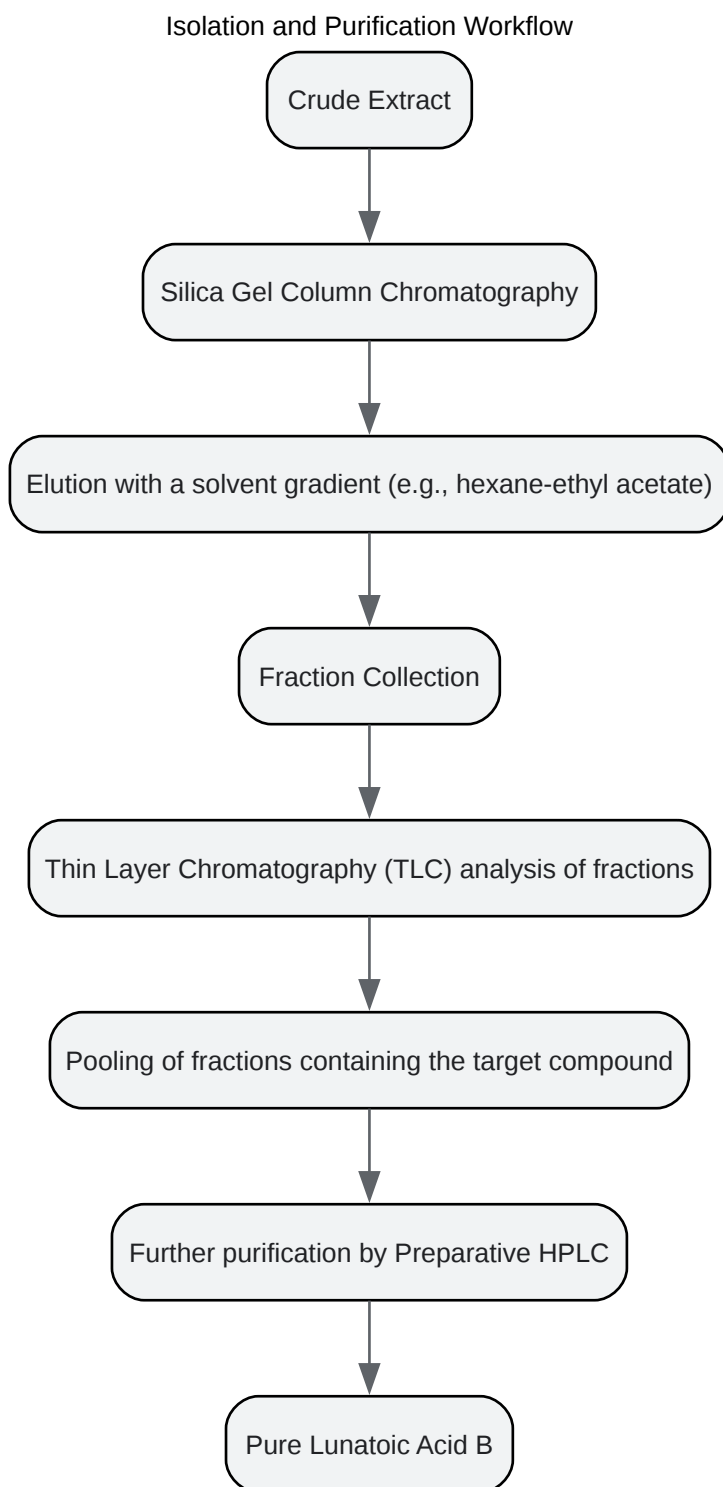 Isolation and Purification Workflow
Crude Extract
Silica Gel Column Chromatography
Elution with a solvent gradient (e.g., hexane-ethyl acetate)
Fraction Collection
Thin Layer Chromatography (TLC) analysis of fractions
Pooling of fractions containing the target compound
Further purification by Preparative HPLC
Pure Lunatoic Acid B